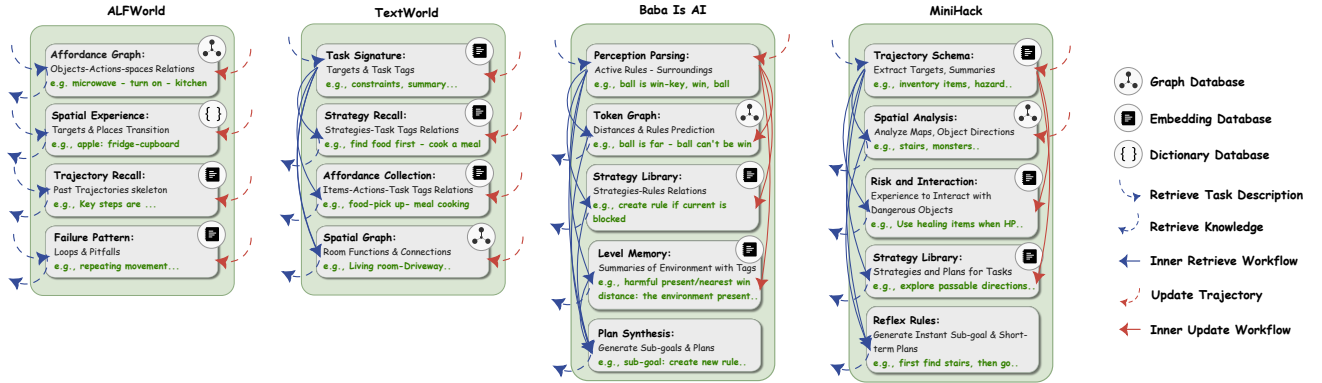 ALFWorld
Affordance Graph:
Objects-Actions-spaces Relations
e.g. microwave - turn on - kitchen
Spatial Experience:
Targets & Places Transition
e.g., apple: fridge-cupboard
Trajectory Recall:
Past Trajectories skeleton
e.g., Key steps are ...
Failure Pattern:
Loops & Pitfalls
e.g., repeating movement...
TextWorld
Task Signature:
Targets & Task Tags
e.g., constraints, summary...
Strategy Recall:
Strategies-Task Tags Relations
e.g., find food first - cook a meal
Affordance Collection:
Items-Actions-Task Tags Relations
e.g., food-pick up- meal cooking
Spatial Graph:
Room Functions & Connections
e.g., Living room-Driveway..
Baba Is AI
Perception Parsing:
Active Rules - Surroundings
e.g., ball is win-key, win, ball
Token Graph:
Distances & Rules Prediction
e.g., ball is far - ball can't be win
Strategy Library:
Strategies-Rules Relations
e.g., create rule if current is
blocked
Level Memory:
Summaries of Environment with Tags
e.g., harmful present/nearest win
distance: the environment present..
Plan Synthesis:
Generate Sub-goals & Plans
e.g., sub-goal: create new rule..
MiniHack
Trajectory Schema:
Extract Targets, Summaries
e.g., inventory items, hazard..
Spatial Analysis:
Analyze Maps, Object Directions
e.g., stairs, monsters..
Risk and Interaction:
Experience to Interact with
Dangerous Objects
e.g., Use healing items when HP..
Strategy Library:
Strategies and Plans for Tasks
e.g., explore passable directions..
Reflex Rules:
Generate Instant Sub-goal & Short-
term Plans
e.g., first find stairs, then go..
Graph Database
Embedding Database
{ } Dictionary Database
Retrieve Task Description
Retrieve Knowledge
Inner Retrieve Workflow
Update Trajectory
Inner Update Workflow